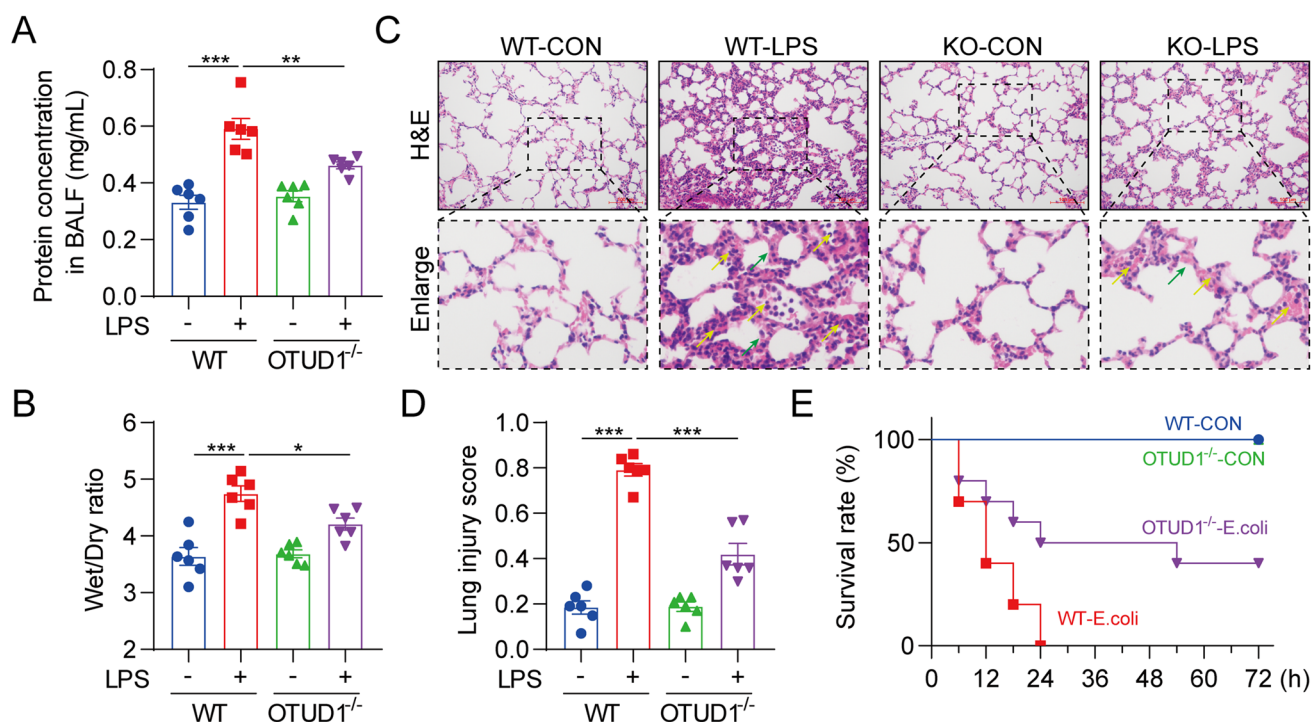 A
Protein concentration
in BALF (mg/mL)
0.8
0.6
0.4
0.2
0.0
***
**
LPS
- + - +
WT OTUD1-/-
C
WT-CON WT-LPS KO-CON KO-LPS
H&E
Enlarge
B
Wet/Dry ratio
6
5
4
3
2
***
*
LPS
- + - +
WT OTUD1-/-
D
Lung injury score
1.0
0.8
0.6
0.4
0.2
0.0
***
***
LPS
- + - +
WT OTUD1-/-
E
Survival rate (%)
100
50
0
WT-CON
OTUD1-/--CON
OTUD1-/--E.coli
WT-E.coli
0 12 24 36 48 60 72 (h)